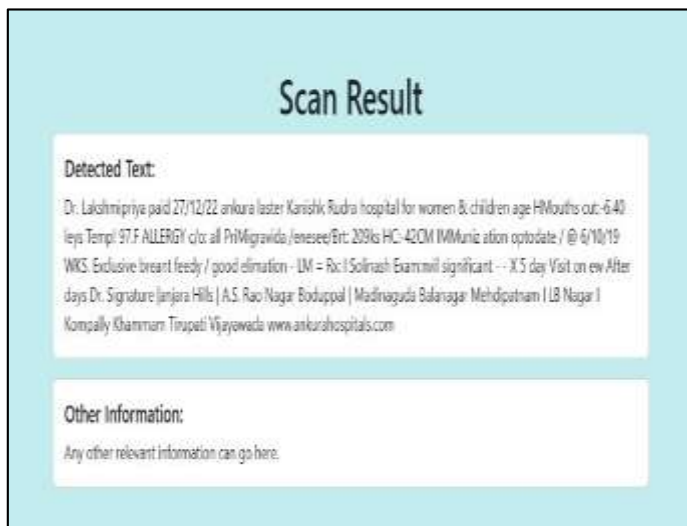 Scan Result
Detected Text:
Dr. Lakshmipriya paid 27/12/22 ankura laster Kanishk Rudra hospital for women & children age HMouths cut:-6.40
leys Templ 97.F ALLERGY c/o: all PriMigravida /enesee/Brt: 209ks HC:-42CM IMMuniz ation optodate / @ 6/10/19
WKS. Exclusive breant feedy / pood elimation - LM = Rx: I Solinash Exam:mil significant - - X 5 day Visit on ew After
days Dr. Signature Janjara Hills | A.S. Rao Nagar Boduppal | Madinaguda Balanagar Mehdipatnam I LB Nagar I
Kompally Khammam Tirupati Vijayawada www.ankurahospitals.com
Other Information:
Any other relevant information can go here.